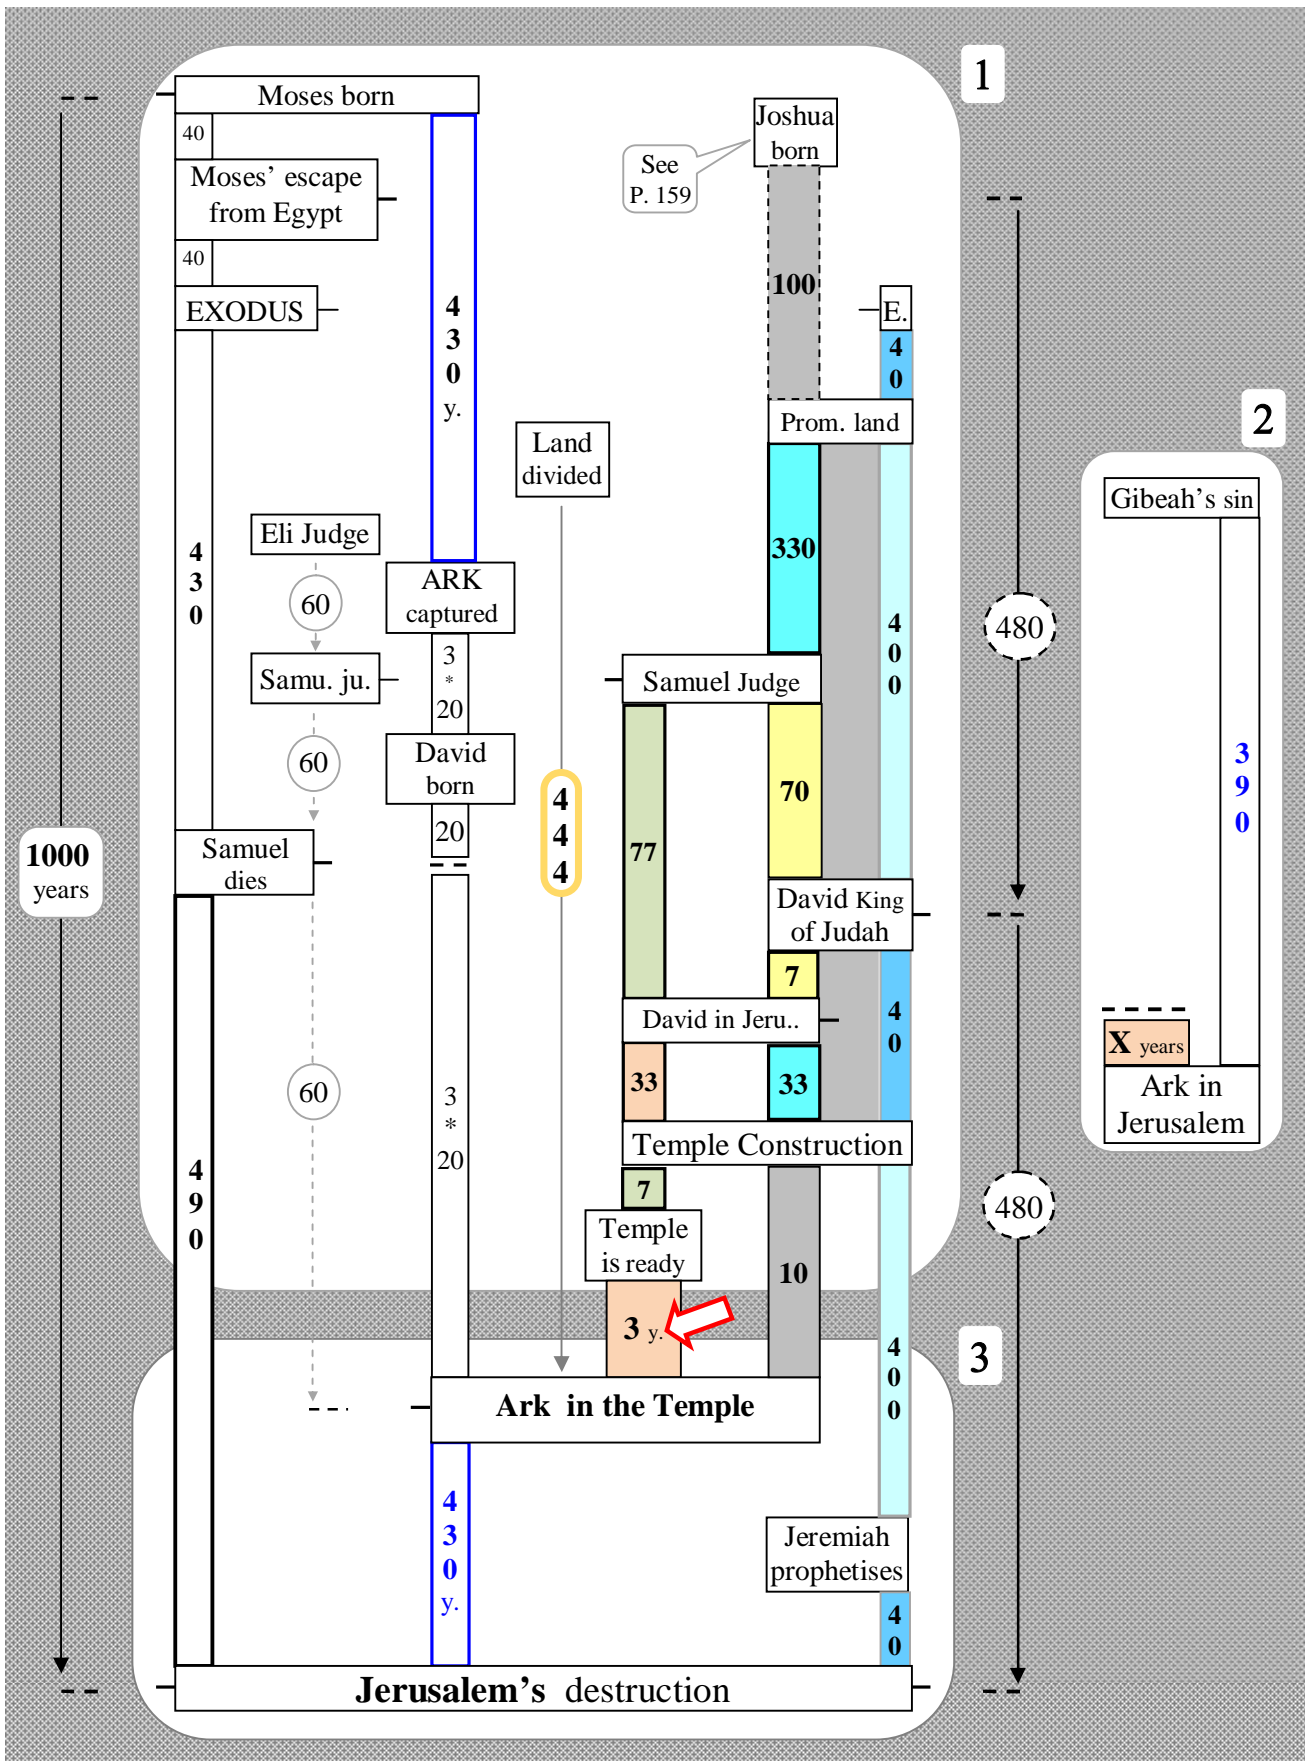 1
Moses born
Joshua
born
40
See
P. 159
Moses’ escape
from Egypt
40
100
EXODUS
E.
4
3
0
y.
4
0
Prom. land
2
Land
divided
Gibeah’s sin
Eli Judge
330
4
3
0
60
ARK
captured
480
4
0
0
3
*
20
Samu. ju.
Samuel Judge
60
David
born
3
9
0
4
4
4
70
20
77
1000
years
Samuel
dies
David King
of Judah
7
David in Jeru..
4
0
X years
33
33
60
Ark in
Jerusalem
3
*
20
Temple Construction
4
9
0
7
480
Temple
is ready
10
3 y.
3
4
0
0
Ark in the Temple
4
3
0
y.
Jeremiah
prophetises
4
0
Jerusalem’s destruction